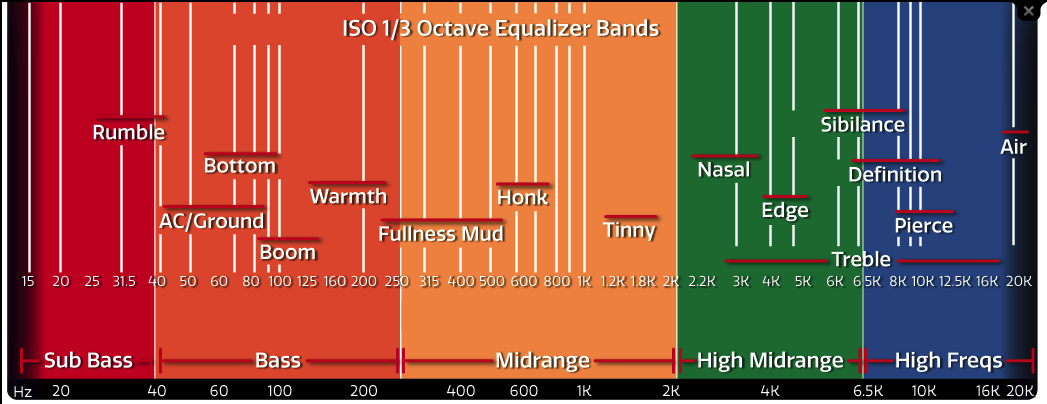 ISO 1/3 Octave Equalizer Bands
Rumble
Sibilance
Air
Bottom
Nasal
Definition
Warmth
Honk
Edge
AC/Ground
Fullness Mud
Tinny
Pierce
Boom
Treble
15 20 25 31.5 40 50 60 80 100 125 160 200 250 315 400 500 600 800 1K 1.2K 1.8K 2K 2.2K 3K 4K 5K 6K 6.5K 8K 10K 12.5K 16K 20K
Sub Bass Bass Midrange High Midrange High Freqs
Hz 20 40 60 100 200 400 600 1K 2K 4K 6.5K 10K 16K 20K